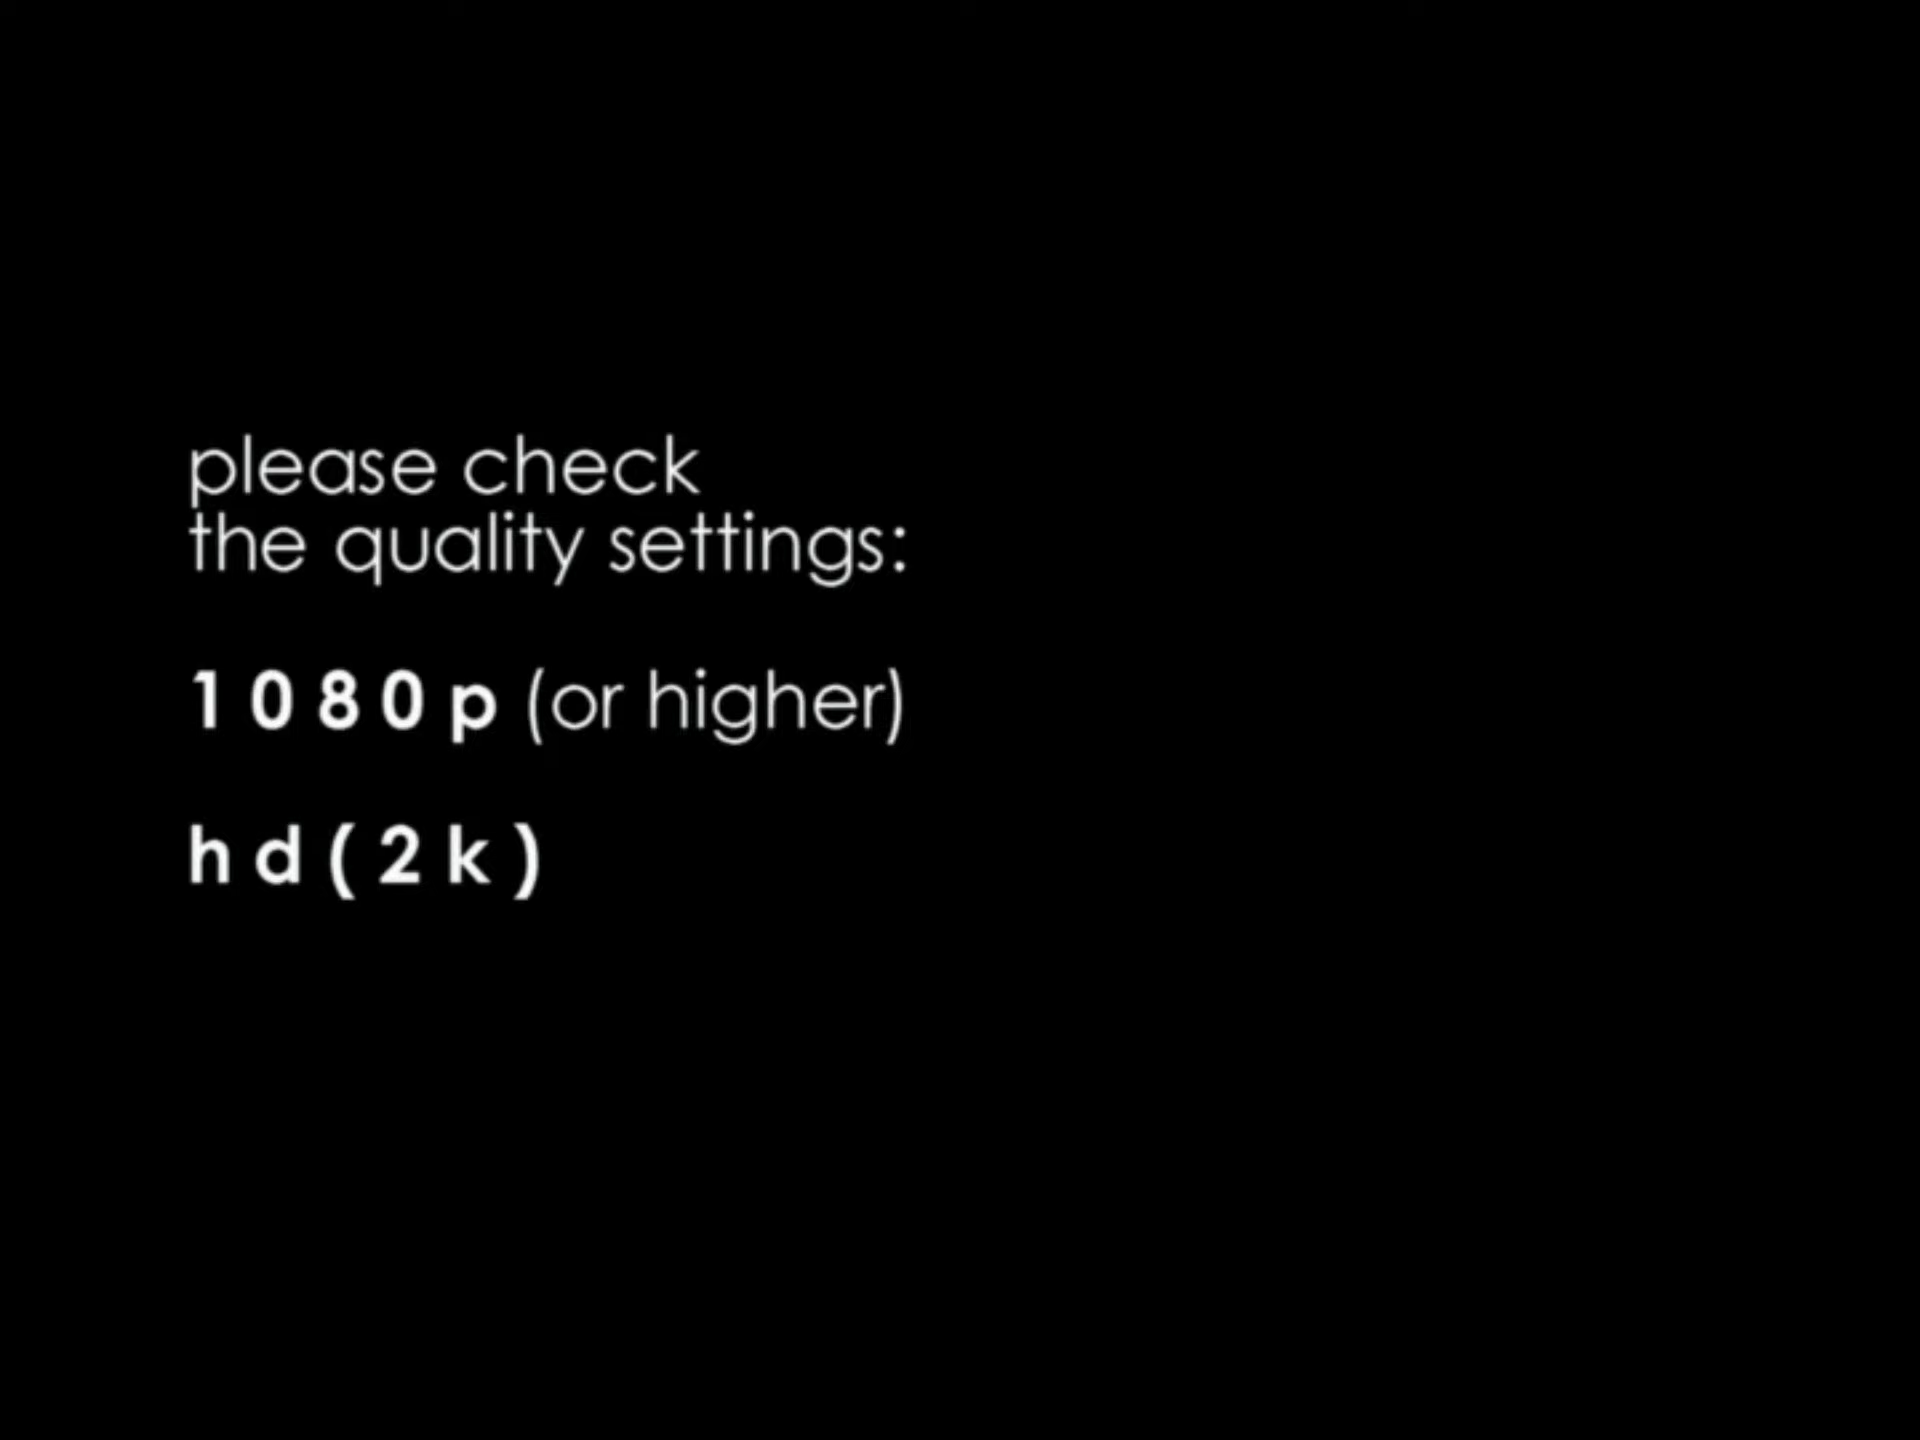 please check
the quality settings:
1 0 8 0 p (or higher)
h d ( 2 k )